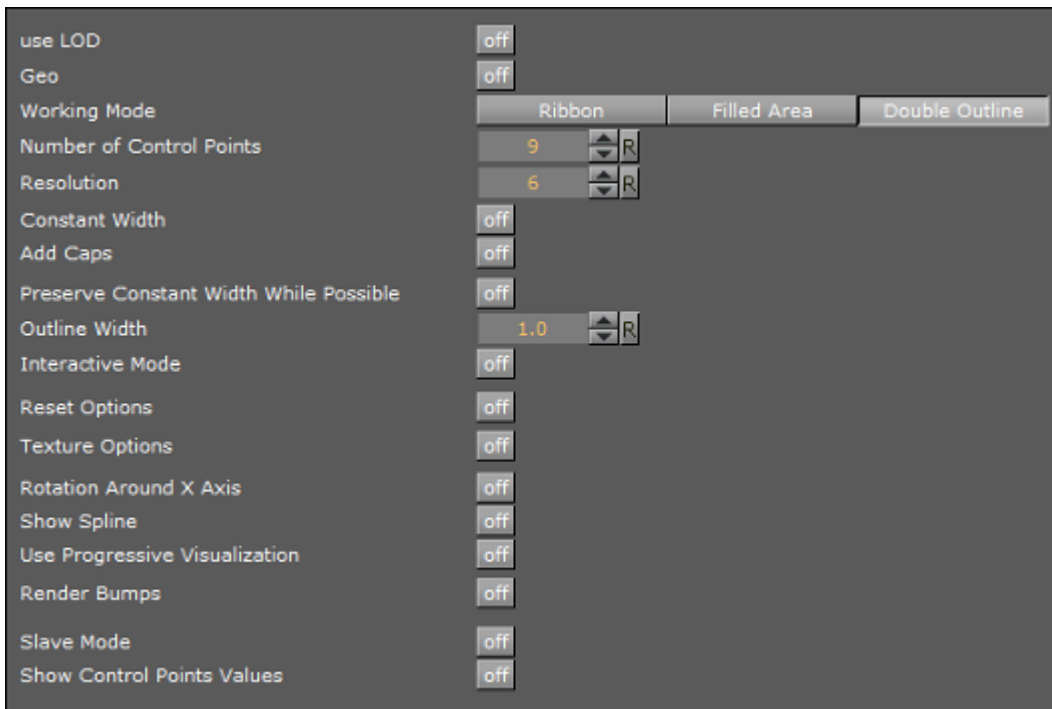 use LOD off
Geo off
Working Mode Ribbon Filled Area Double Outline
Number of Control Points 9 R
Resolution 6 R
Constant Width off
Add Caps off
Preserve Constant Width While Possible off
Outline Width 1.0 R
Interactive Mode off
Reset Options off
Texture Options off
Rotation Around X Axis off
Show Spline off
Use Progressive Visualization off
Render Bumps off
Slave Mode off
Show Control Points Values off